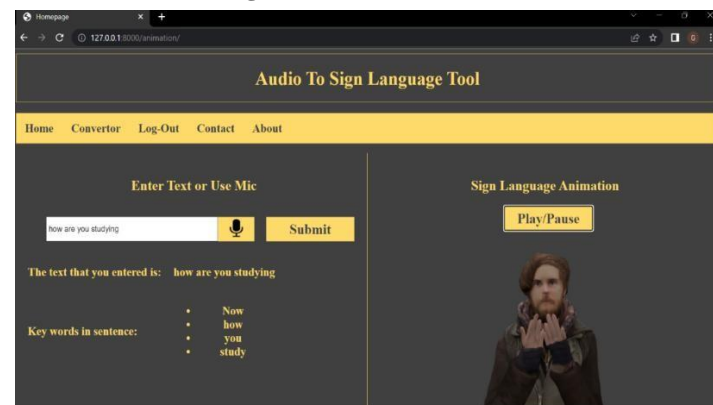 Homepage
127.0.0.1:8000/animation/
G
Audio To Sign Language Tool
Home Convertor Log-Out Contact About
Enter Text or Use Mic
how are you studying
Submit
The text that you entered is: how are you studying
Key words in sentence:
• Now
• how
• you
• study
Sign Language Animation
Play/Pause